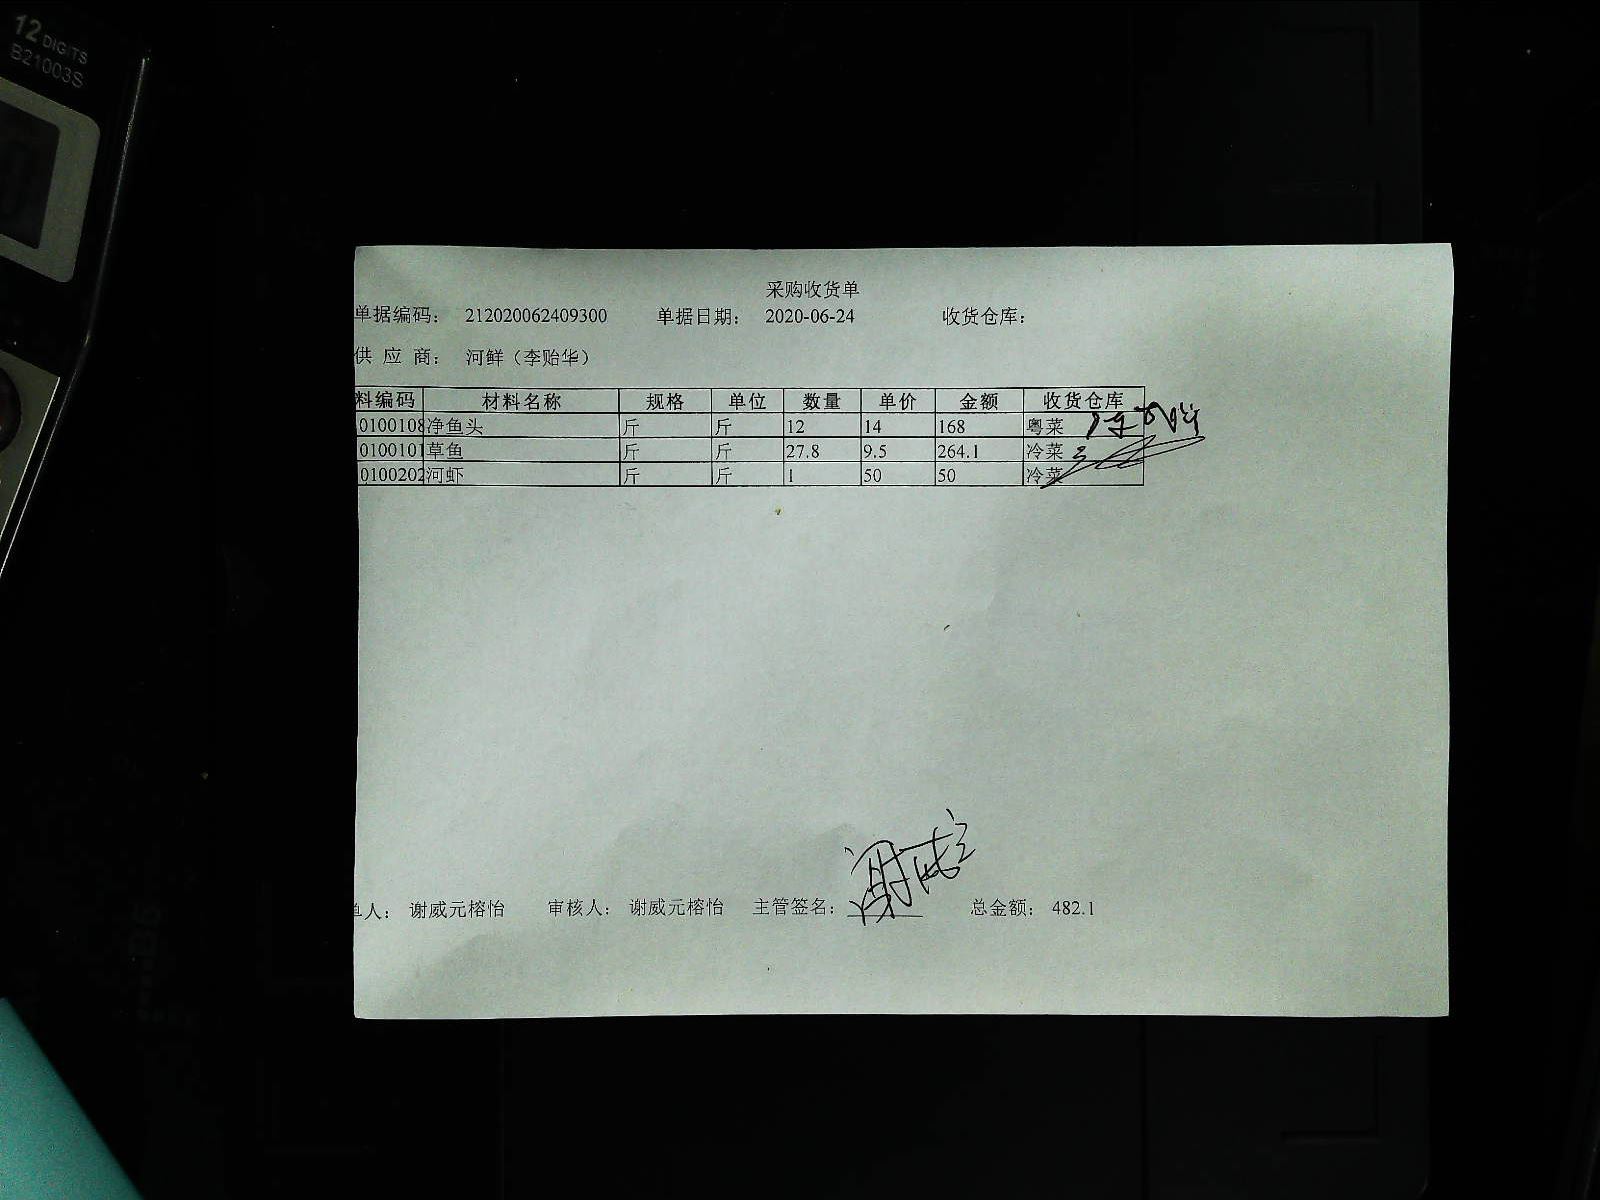 12 DIGITS
B21003S
采购收货单
单据编码： 212020062409300 单据日期： 2020-06-24 收货仓库：
供 应 商： 河鲜（李贻华）
料编码 材料名称 规格 单位 数量 单价 金额 收货仓库
0100108 净鱼头 斤 斤 12 14 168 粤菜
0100101 草鱼 斤 斤 27.8 9.5 264.1 冷菜
0100202 河虾 斤 斤 1 50 50 冷菜
单人： 谢威元榕怡 审核人： 谢威元榕怡 主管签名： 总金额： 482.1